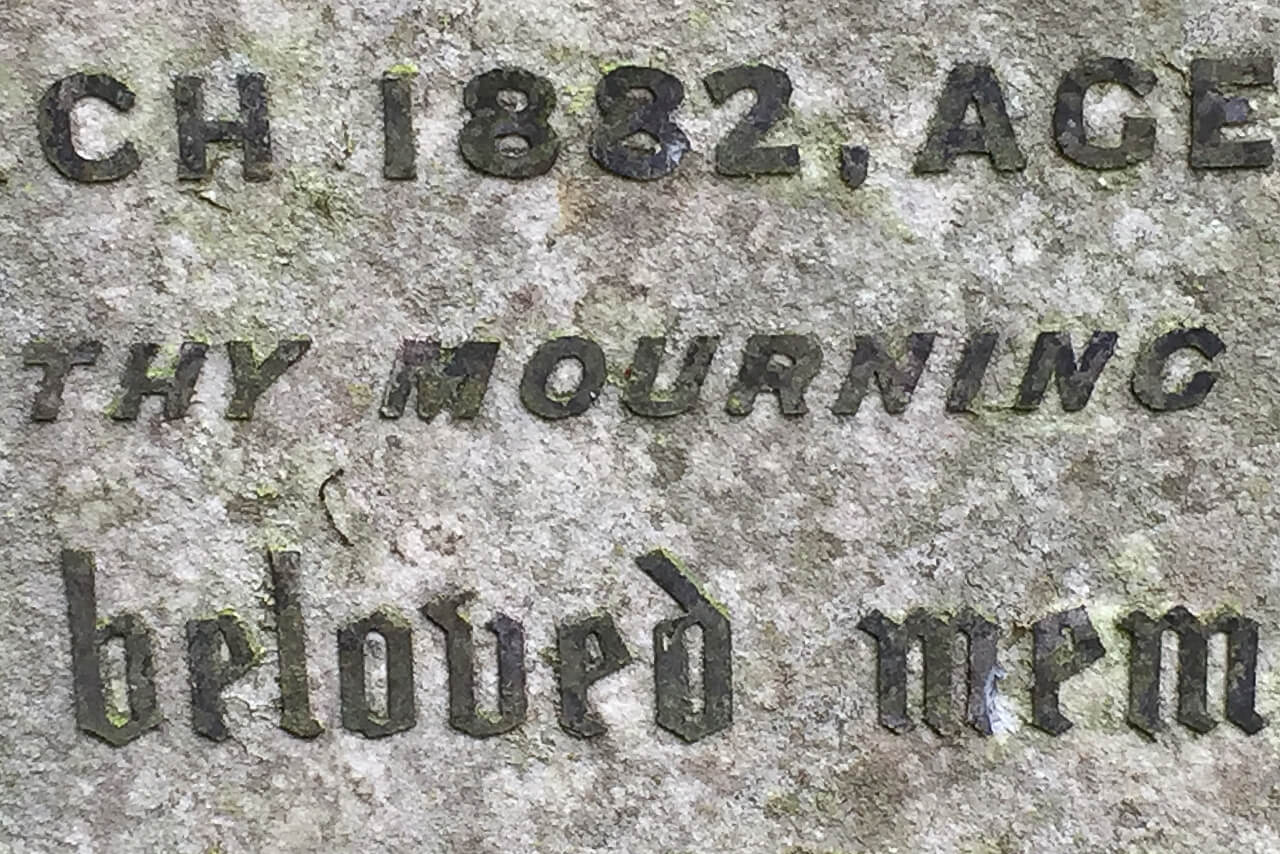 CH 1882, AGE
THY MOURNING
beloved mem